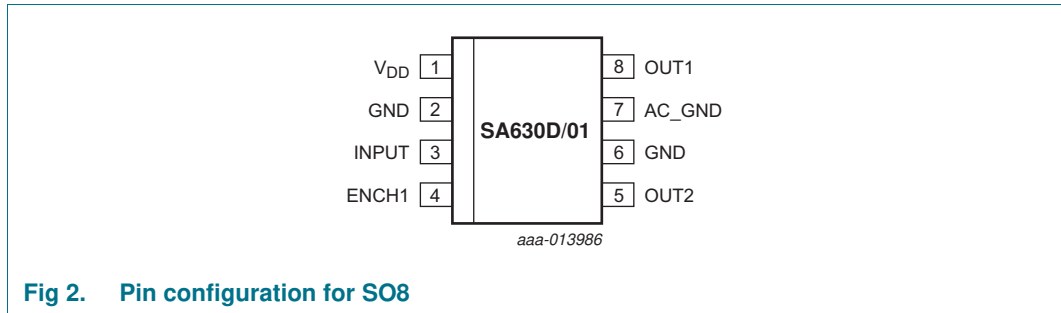 V_DD 1 8 OUT1
GND 2 7 AC_GND
SA630D/01
INPUT 3 6 GND
ENCH1 4 5 OUT2
aaa-013986
Fig 2. Pin configuration for SO8